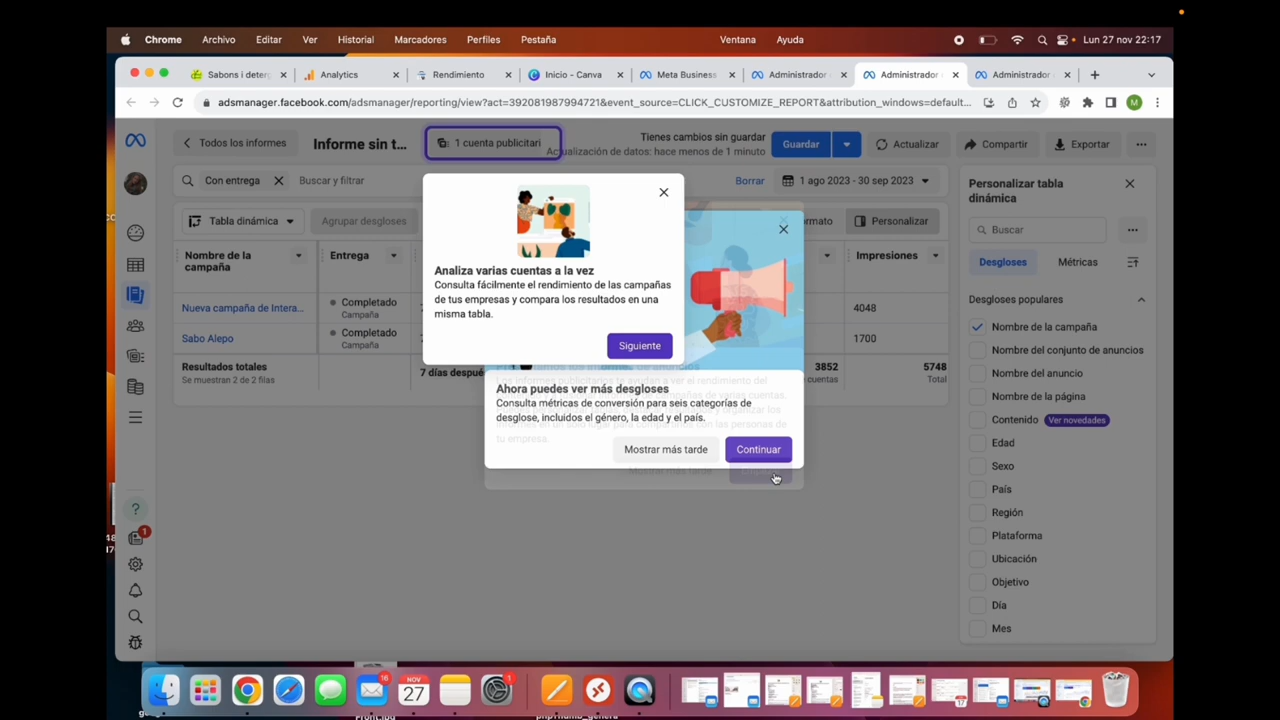 Chrome Archivo Editar Ver Historial Marcadores Perfiles Pestaña Ventana Ayuda Lun 27 nov 22:17
Sabons i deter Analytics Rendimiento Inicio - Canva Meta Business Administrador Administrador Administrador
adsmanager.facebook.com/adsmanager/reporting/view?act=392081987994721&event_source=CLICK_CUSTOMIZE_REPORT&attribution_windows=default... M
Todos los informes Informe sin t... 1 cuenta publicitari Tienes cambios sin guardar Guardar Actualizar Compartir Exportar
Actualización de datos: hace menos de 1 minuto
Con entrega Buscar y filtrar Borrar 1 ago 2023 - 30 sep 2023
Tabla dinámica Agrupar desgloses Personalizar
Nombre de la campaña Entrega Impresiones
Nueva campaña de Intera... Completado 4048
Campaña
Sabo Alepo Completado 1700
Campaña
Resultados totales 7 días despué 3852 5748
Se muestran 2 de 2 filas cuentas Total
Analiza varias cuentas a la vez
Consulta fácilmente el rendimiento de las campañas
de tus empresas y compara los resultados en una
misma tabla.
Siguiente
Ahora puedes ver más desgloses
Consulta métricas de conversión para seis categorías de
desglose, incluidos el género, la edad y el país.
Mostrar más tarde Continuar
Personalizar tabla
dinámica
Buscar
Desgloses Métricas
Desgloses populares
Nombre de la campaña
Nombre del conjunto de anuncios
Nombre del anuncio
Nombre de la página
Contenido Ver novedades
Edad
Sexo
País
Región
Plataforma
Ubicación
Objetivo
Día
Mes
1
16
NOV
27
1
17